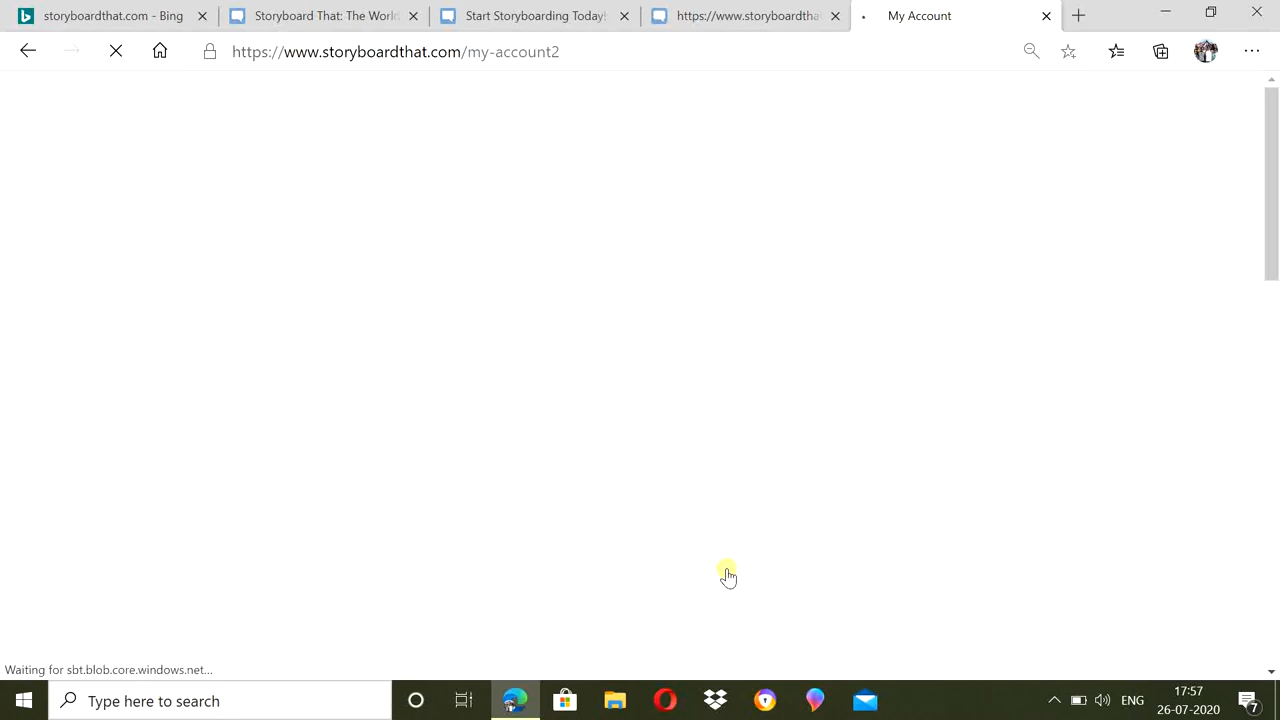 storyboardthat.com - Bing
Storyboard That: The World
Start Storyboarding Today!
https://www.storyboardtha
My Account
https://www.storyboardthat.com/my-account2
Waiting for sbt.blob.core.windows.net...
Type here to search
ENG
17:57
26-07-2020
7